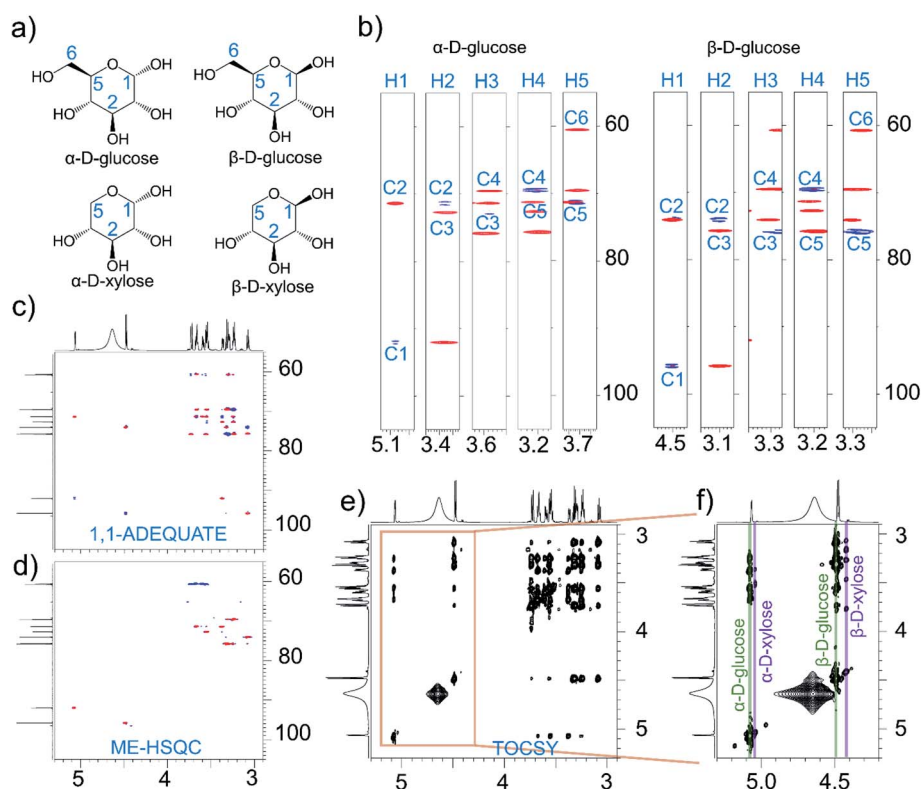 a)
6
HO
O
OH
5
1
HO
2
OH
OH
α-D-glucose
6
HO
O
OH
5
1
HO
2
OH
OH
β-D-glucose
O
OH
5
1
HO
2
OH
OH
α-D-xylose
O
OH
5
1
HO
2
OH
OH
β-D-xylose
b)
α-D-glucose
β-D-glucose
H1 H2 H3 H4 H5
H1 H2 H3 H4 H5
C6
C6
60
60
C2 C2 C4 C4
C4 C4
C3 C3 C5 C5
C2 C2
C3 C3 C5 C5
80
80
C1
C1
100
100
5.1 3.4 3.6 3.2 3.7
4.5 3.1 3.3 3.2 3.3
c)
60
80
100
1,1-ADEQUATE
d)
60
80
100
ME-HSQC
5 4 3
e)
3
4
5
TOCSY
5 4 3
f)
3
4
5
α-D-glucose
α-D-xylose
β-D-glucose
β-D-xylose
5.0 4.5